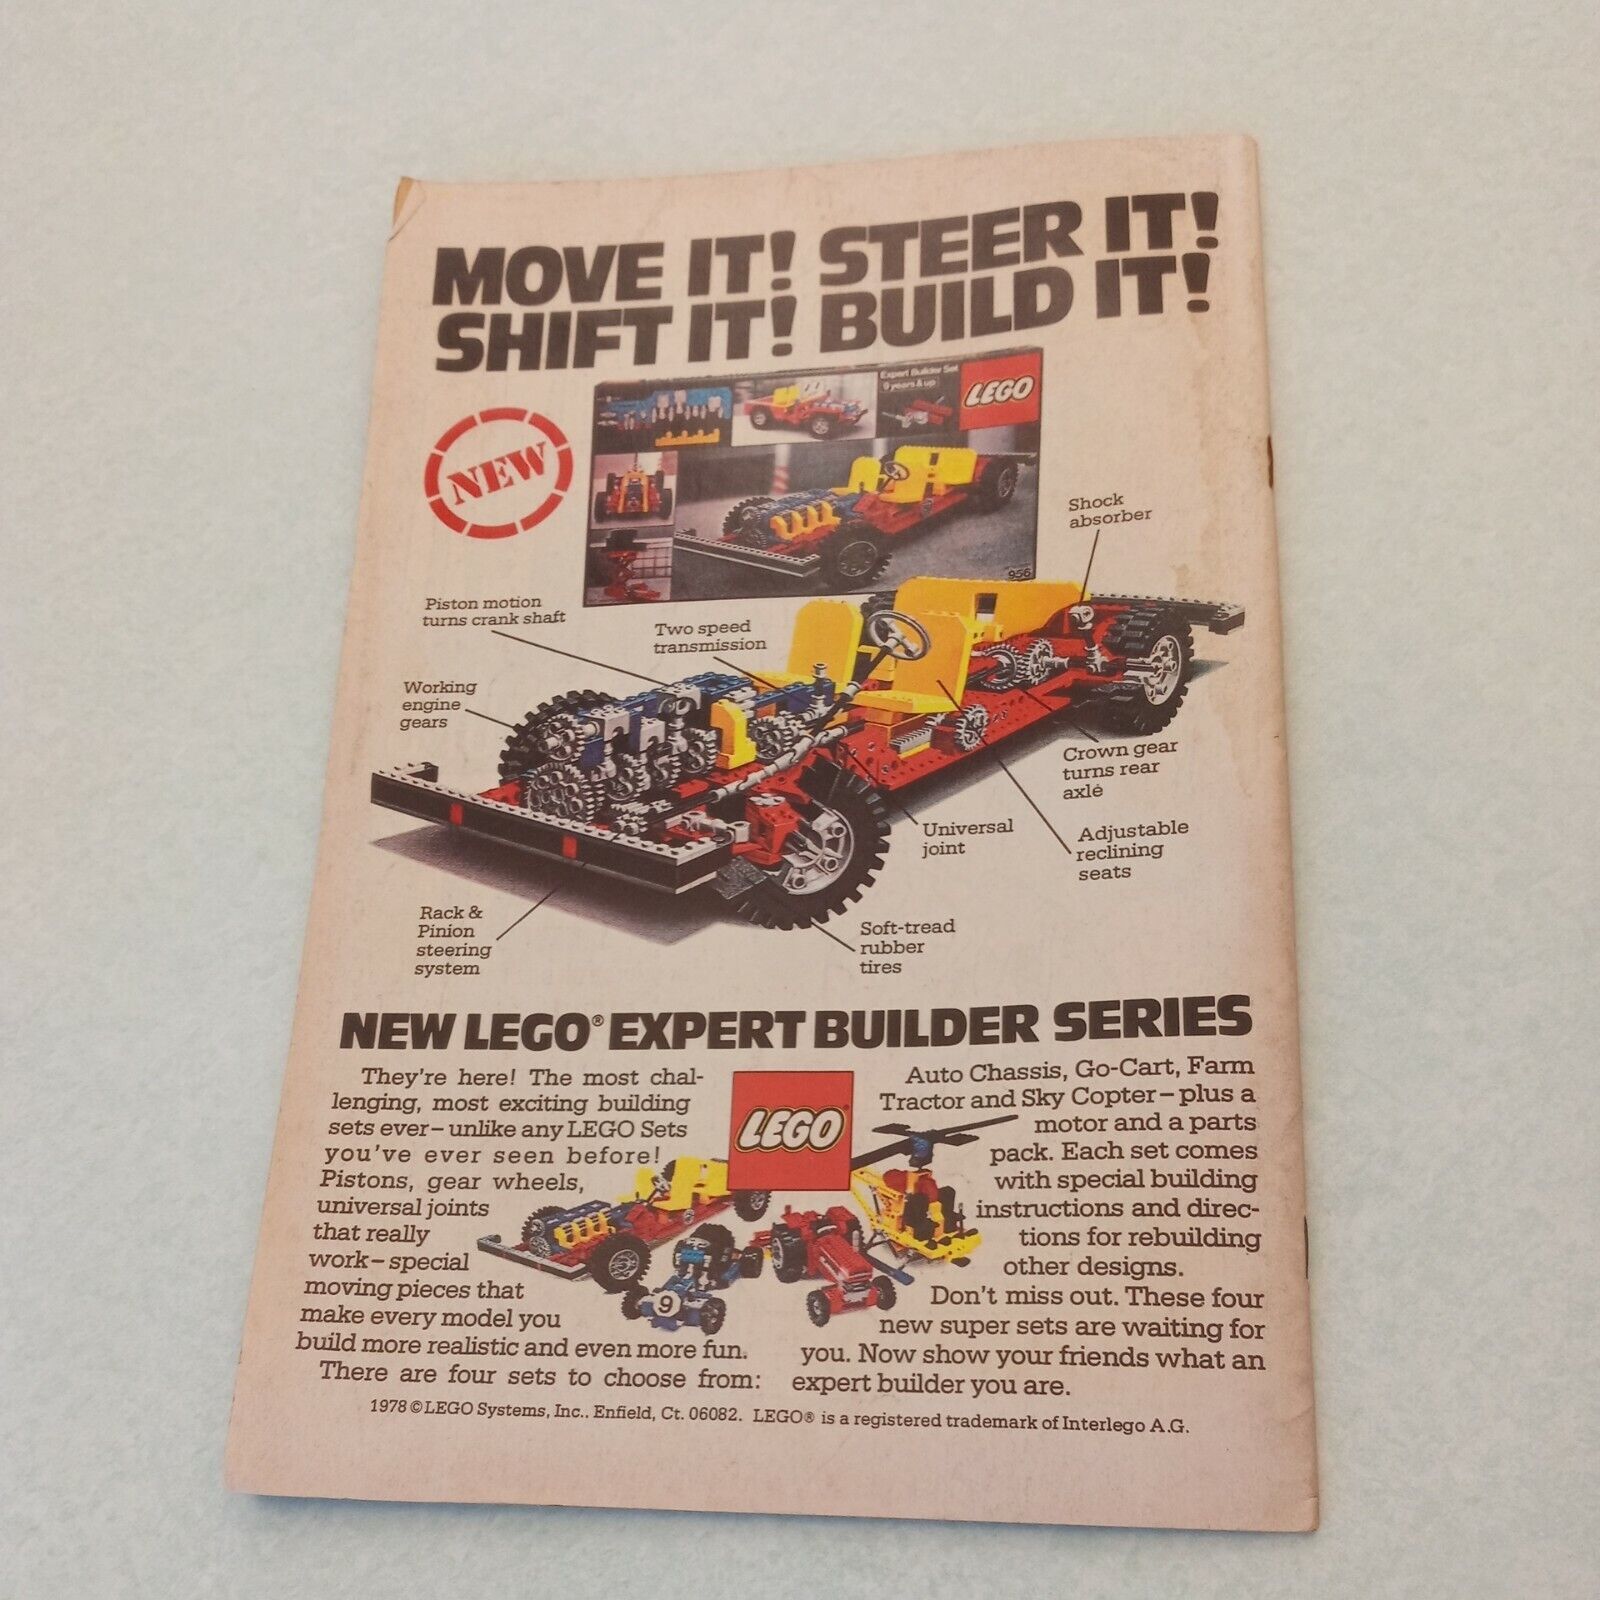 MOVE IT! STEER IT!
SHIFT IT! BUILD IT!
NEW
Expert Builder Set
9 years & up
LEGO
956
Shock
absorber
Piston motion
turns crank shaft
Two speed
transmission
Working
engine
gears
Crown gear
turns rear
axle
Universal
joint
Adjustable
reclining
seats
Rack &
Pinion
steering
system
Soft-tread
rubber
tires
NEW LEGO® EXPERT BUILDER SERIES
They're here! The most chal-
lenging, most exciting building
sets ever – unlike any LEGO Sets
you've ever seen before!
Pistons, gear wheels,
universal joints
that really
work – special
moving pieces that
make every model you
build more realistic and even more fun.
There are four sets to choose from:
LEGO®
9
Auto Chassis, Go-Cart, Farm
Tractor and Sky Copter – plus a
motor and a parts
pack. Each set comes
with special building
instructions and direc-
tions for rebuilding
other designs.
Don't miss out. These four
new super sets are waiting for
you. Now show your friends what an
expert builder you are.
1978 © LEGO Systems, Inc.. Enfield, Ct. 06082. LEGO® is a registered trademark of Interlego A.G.